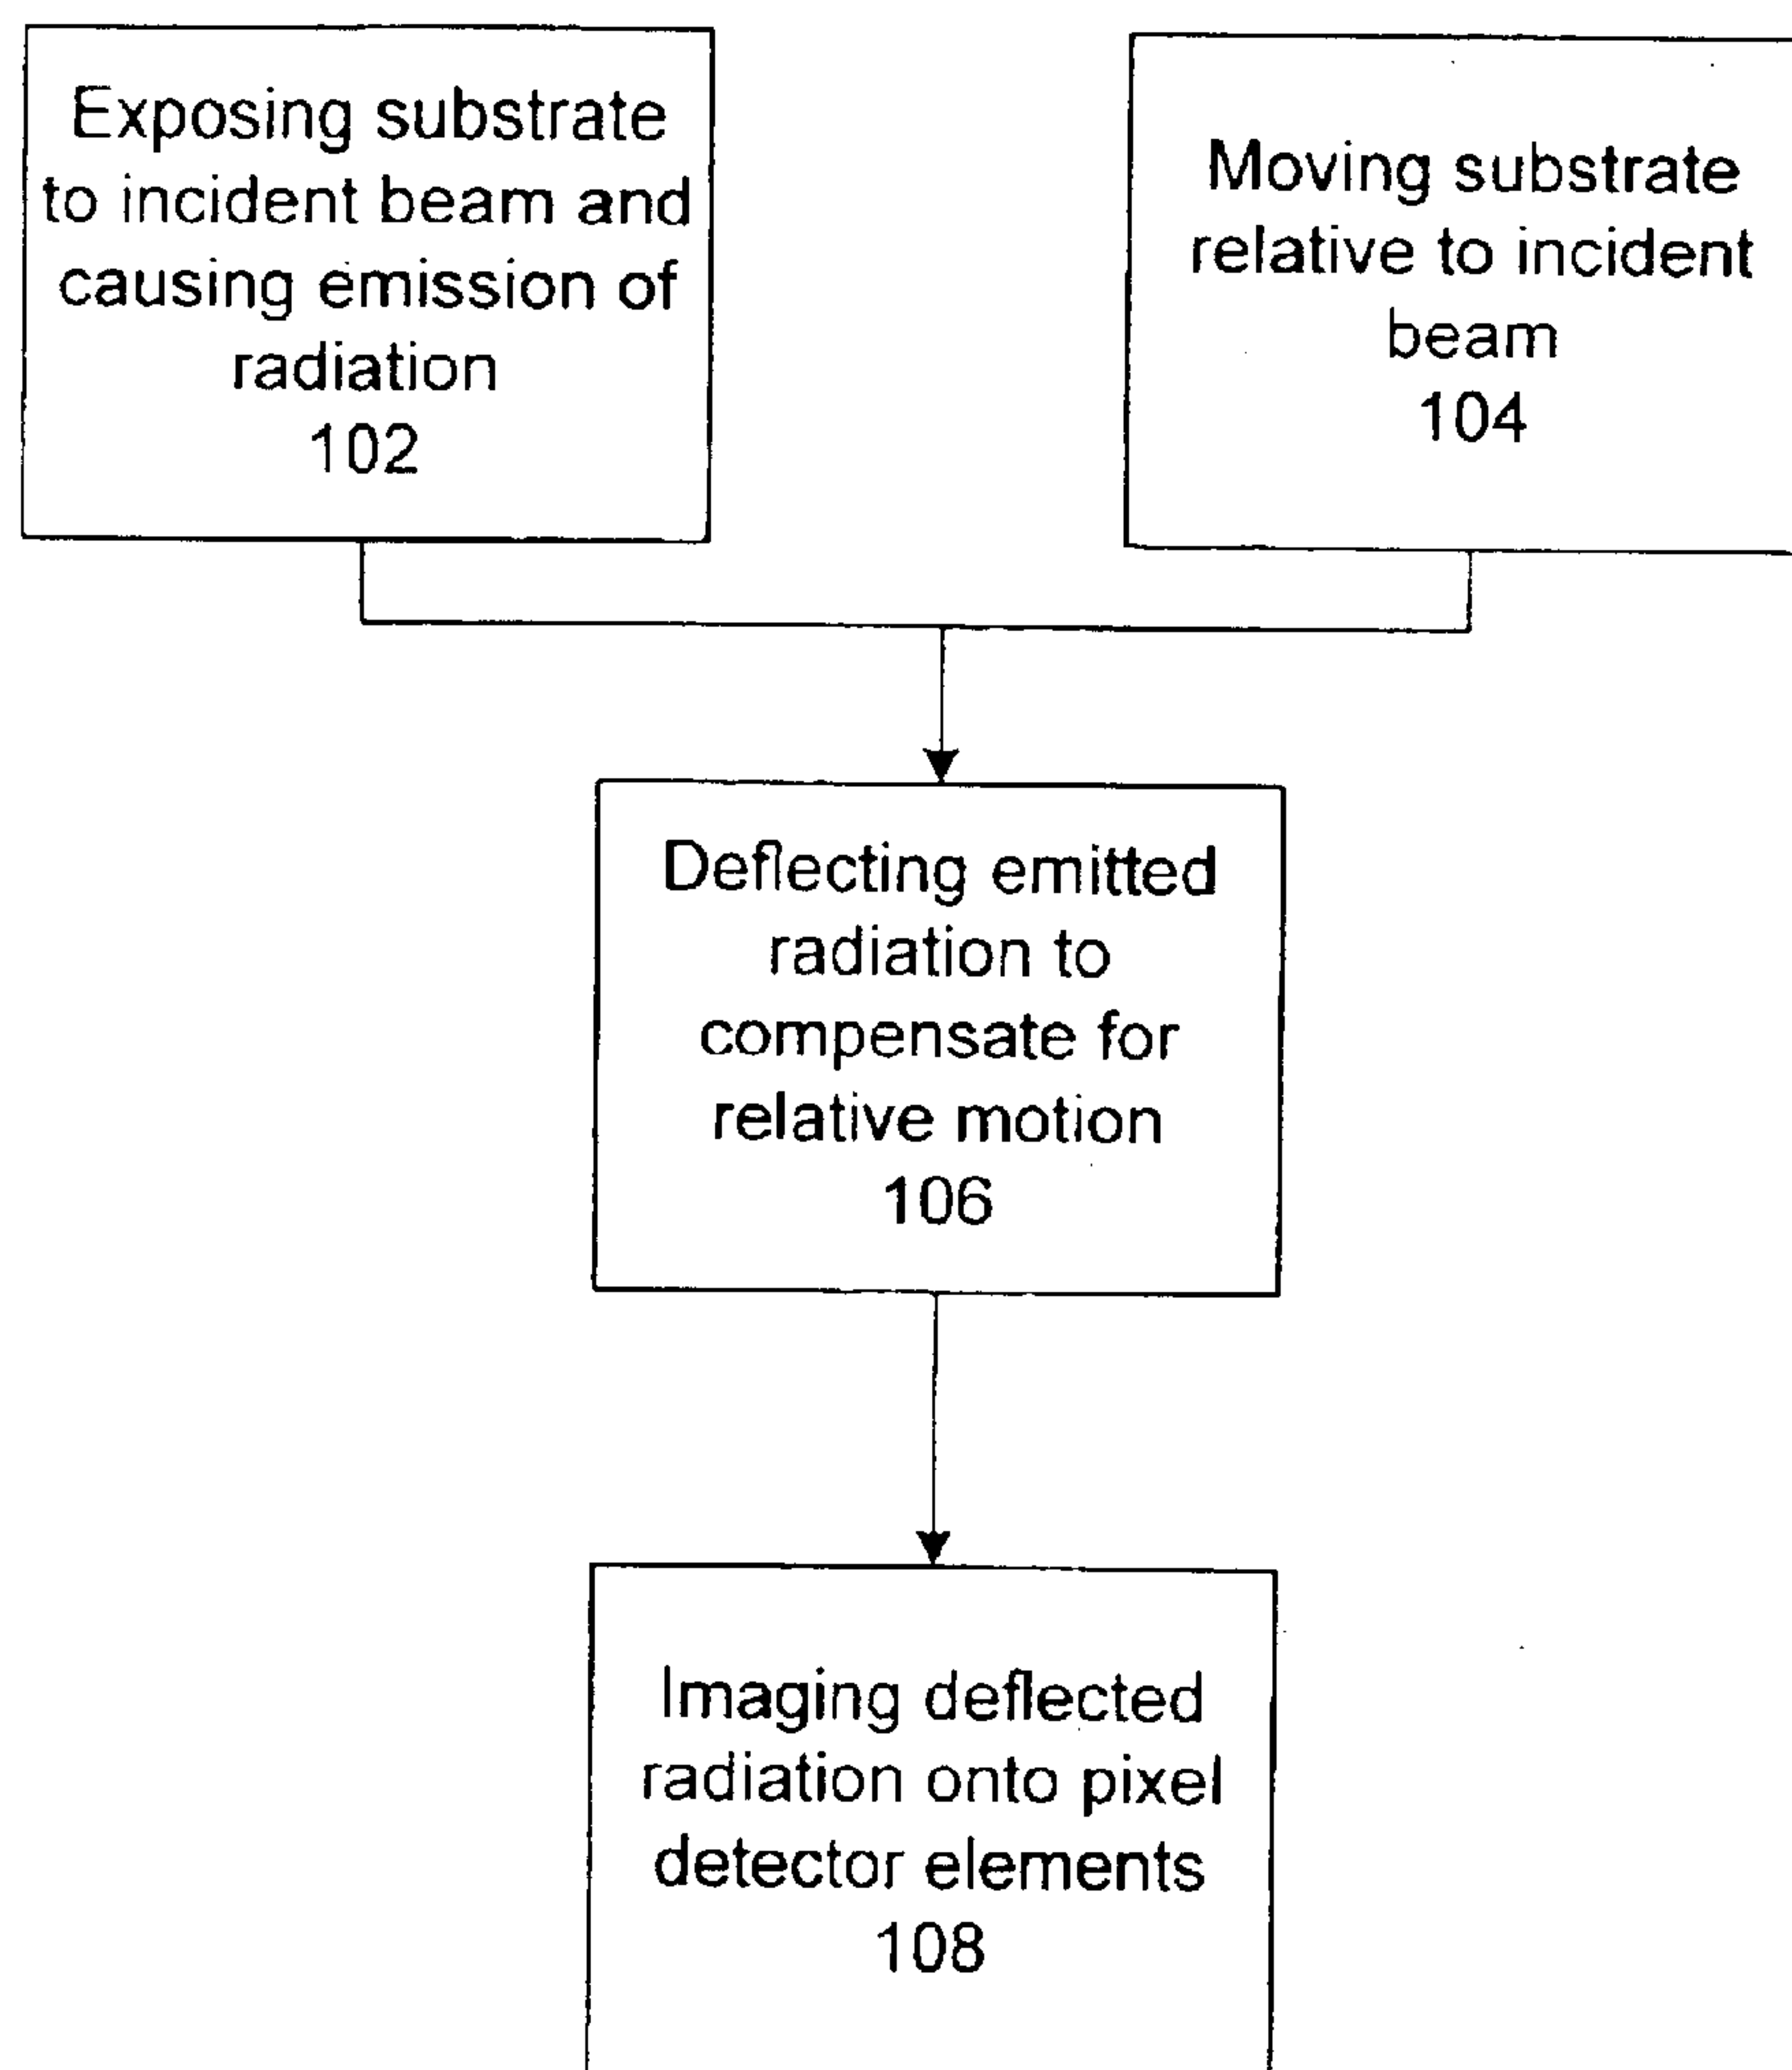 Exposing substrate
to incident beam and
causing emission of
radiation
102
Moving substrate
relative to incident
beam
104
Deflecting emitted
radiation to
compensate for
relative motion
106
Imaging deflected
radiation onto pixel
detector elements
108